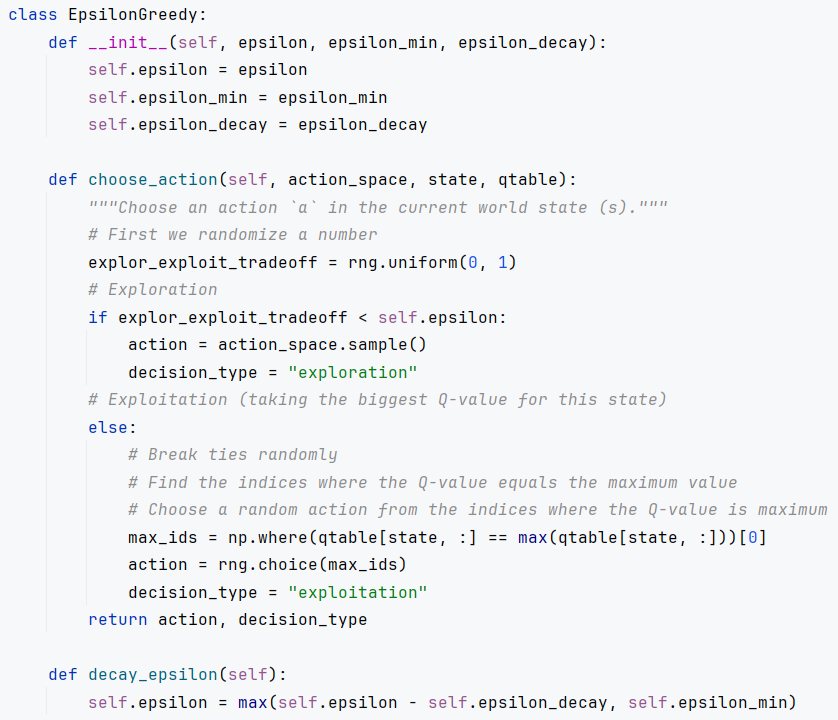 class EpsilonGreedy:
    def __init__(self, epsilon, epsilon_min, epsilon_decay):
        self.epsilon = epsilon
        self.epsilon_min = epsilon_min
        self.epsilon_decay = epsilon_decay

    def choose_action(self, action_space, state, qtable):
        """Choose an action `a` in the current world state (s)."""
        # First we randomize a number
        explor_exploit_tradeoff = rng.uniform(0, 1)
        # Exploration
        if explor_exploit_tradeoff < self.epsilon:
            action = action_space.sample()
            decision_type = "exploration"
        # Exploitation (taking the biggest Q-value for this state)
        else:
            # Break ties randomly
            # Find the indices where the Q-value equals the maximum value
            # Choose a random action from the indices where the Q-value is maximum
            max_ids = np.where(qtable[state, :] == max(qtable[state, :]))[0]
            action = rng.choice(max_ids)
            decision_type = "exploitation"
        return action, decision_type

    def decay_epsilon(self):
        self.epsilon = max(self.epsilon - self.epsilon_decay, self.epsilon_min)